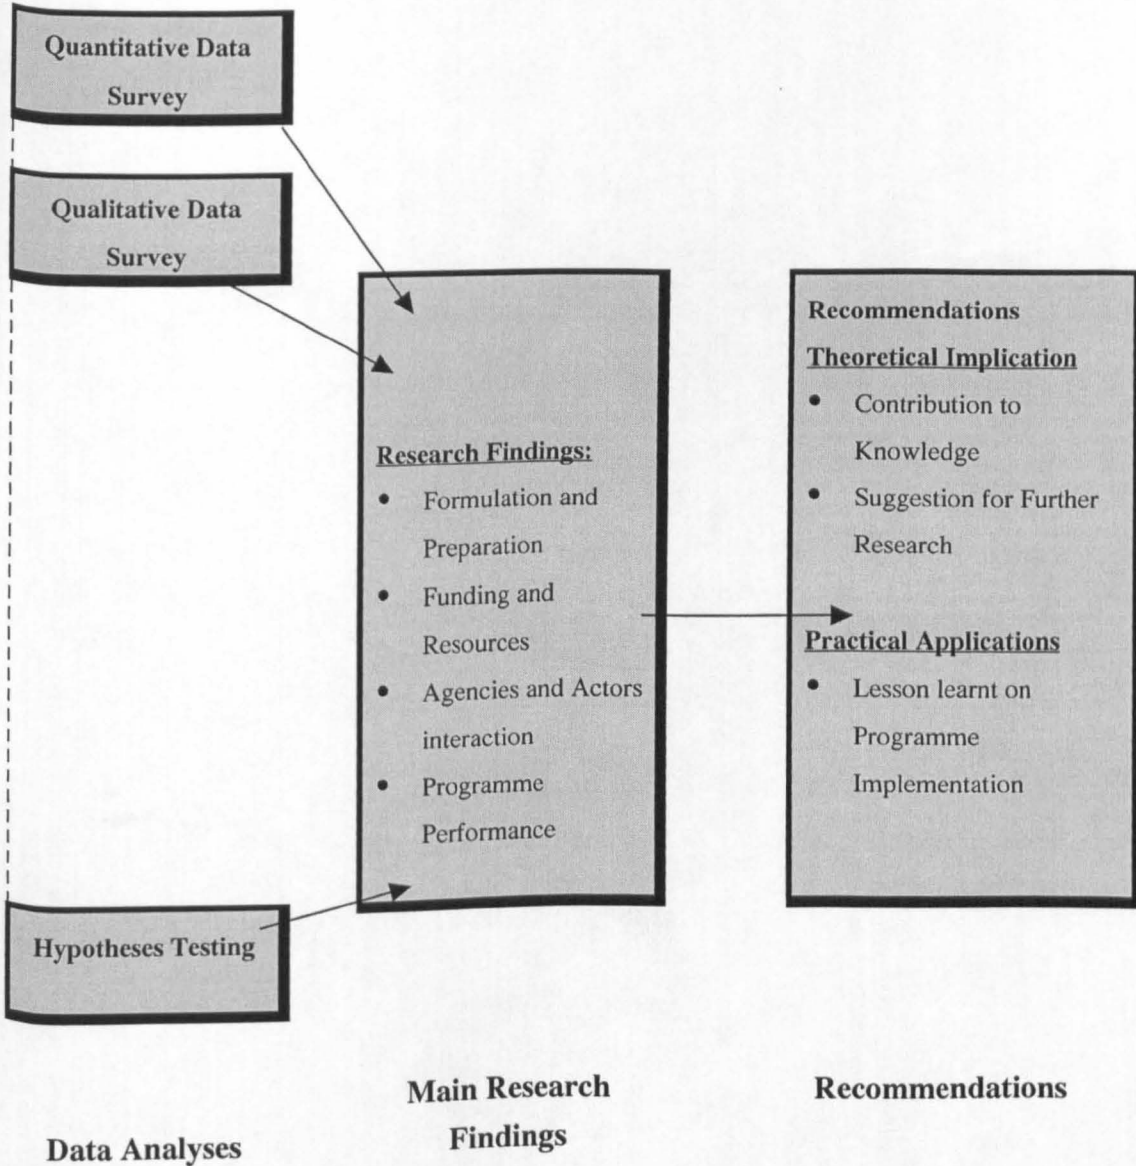 Quantitative Data
Survey
Qualitative Data
Survey
Hypotheses Testing
Research Findings:
• Formulation and
Preparation
• Funding and
Resources
• Agencies and Actors
interaction
• Programme
Performance
Recommendations
Theoretical Implication
• Contribution to
Knowledge
• Suggestion for Further
Research
Practical Applications
• Lesson learnt on
Programme
Implementation
Data Analyses
Main Research
Findings
Recommendations